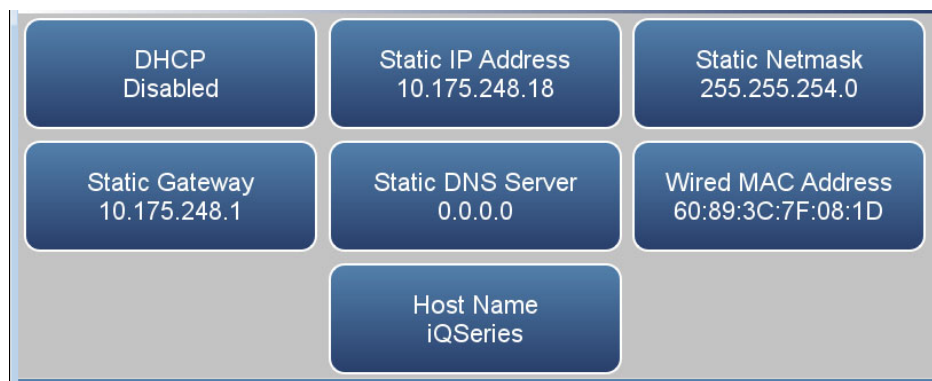 DHCP
Disabled
Static IP Address
10.175.248.18
Static Netmask
255.255.254.0
Static Gateway
10.175.248.1
Static DNS Server
0.0.0.0
Wired MAC Address
60:89:3C:7F:08:1D
Host Name
iQSeries